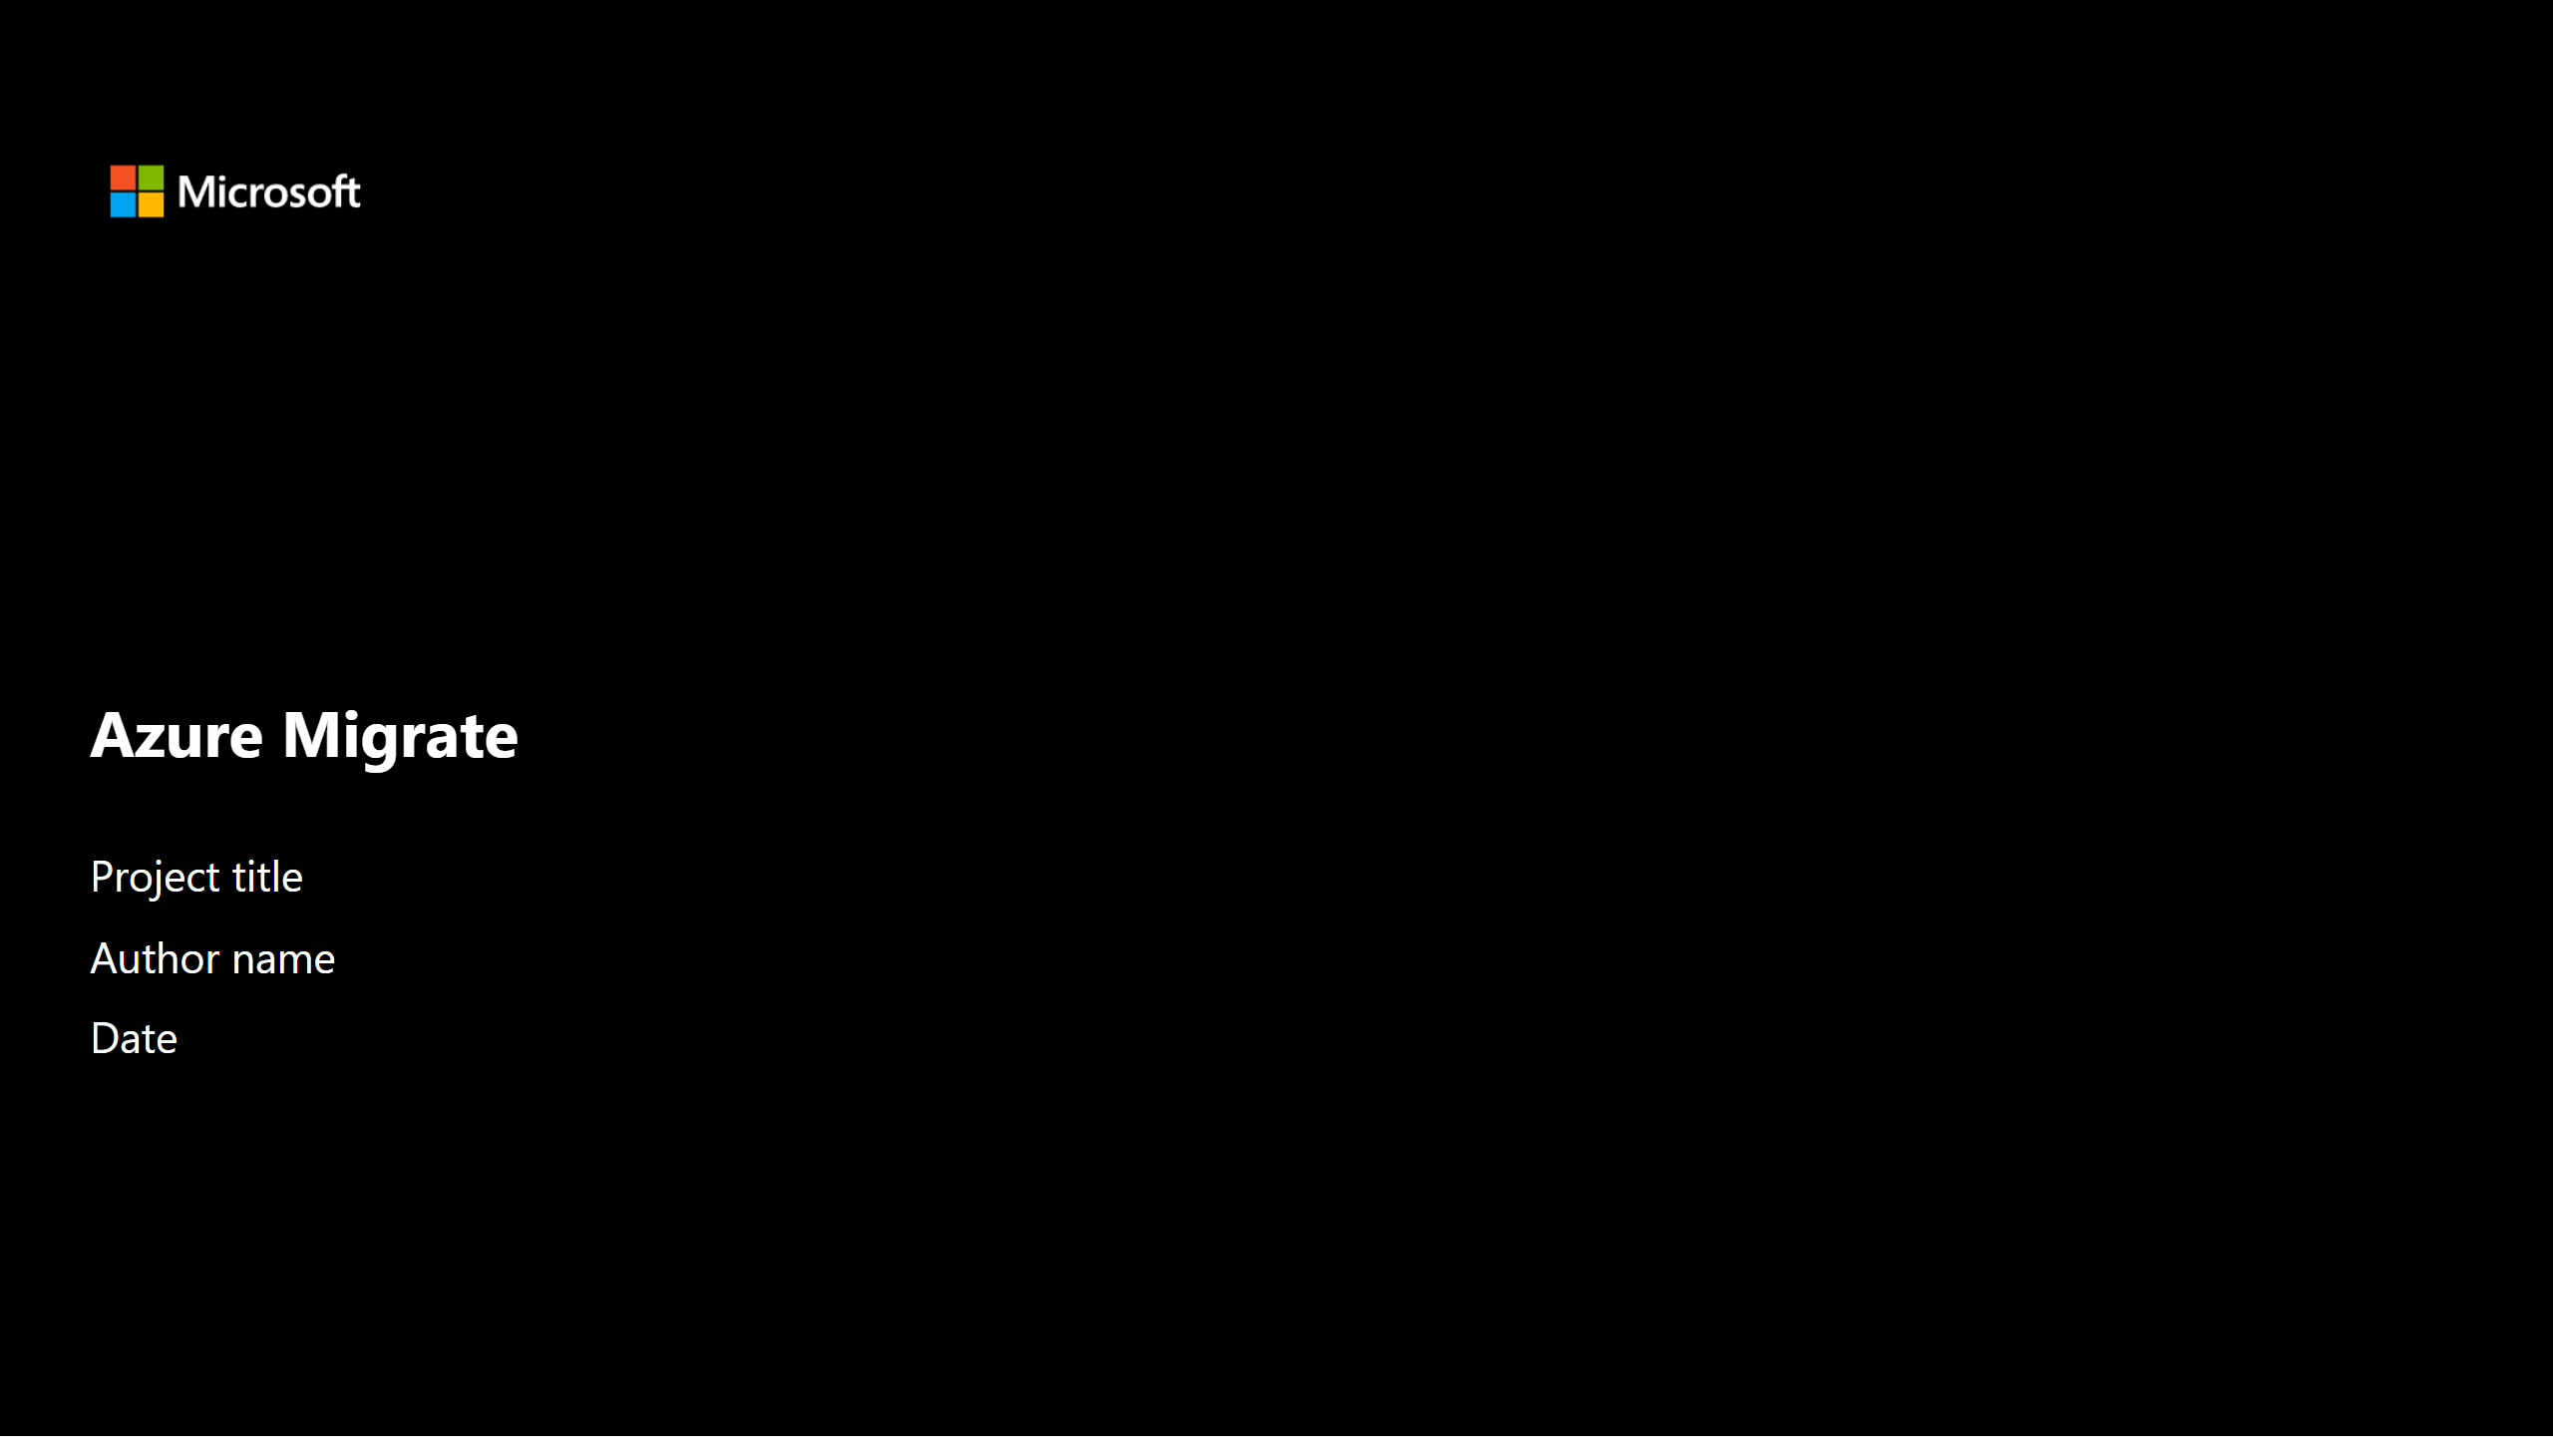 Microsoft
Azure Migrate
Project title
Author name
Date